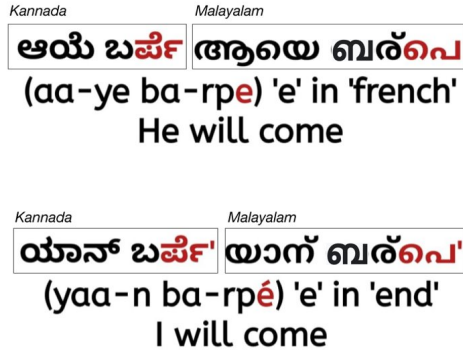 Kannada Malayalam
ಆಯೆ ಬರ್ಪೆ ആയെ ബര്പെ
(aa-ye ba-rpe) 'e' in 'french'
He will come
Kannada Malayalam
ಯಾನ್ ಬರ್ಪೆ' യാന് ബര്പെ'
(yaa-n ba-rpé) 'e' in 'end'
I will come